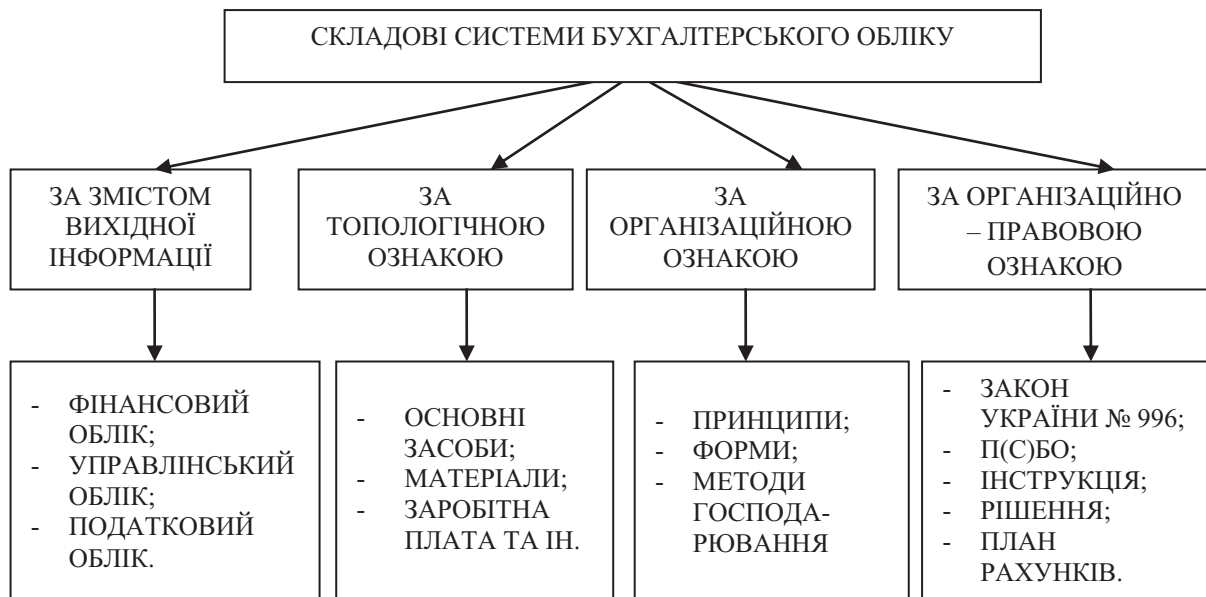 СКЛАДОВІ СИСТЕМИ БУХГАЛТЕРСЬКОГО ОБЛІКУ
ЗА ЗМІСТОМ
ВИХІДНОЇ
ІНФОРМАЦІЇ
ЗА
ТОПОЛОГІЧНОЮ
ОЗНАКОЮ
ЗА
ОРГАНІЗАЦІЙНОЮ
ОЗНАКОЮ
ЗА ОРГАНІЗАЦІЙНО
– ПРАВОВОЮ
ОЗНАКОЮ
- ФІНАНСОВИЙ
ОБЛІК;
- УПРАВЛІНСЬКИЙ
ОБЛІК;
- ПОДАТКОВИЙ
ОБЛІК.
- ОСНОВНІ
ЗАСОБИ;
- МАТЕРІАЛИ;
- ЗАРОБІТНА
ПЛАТА ТА ІН.
- ПРИНЦИПИ;
- ФОРМИ;
- МЕТОДИ
ГОСПОДА-
РЮВАННЯ
- ЗАКОН
УКРАЇНИ № 996;
- П(С)БО;
- ІНСТРУКЦІЯ;
- РІШЕННЯ;
- ПЛАН
РАХУНКІВ.